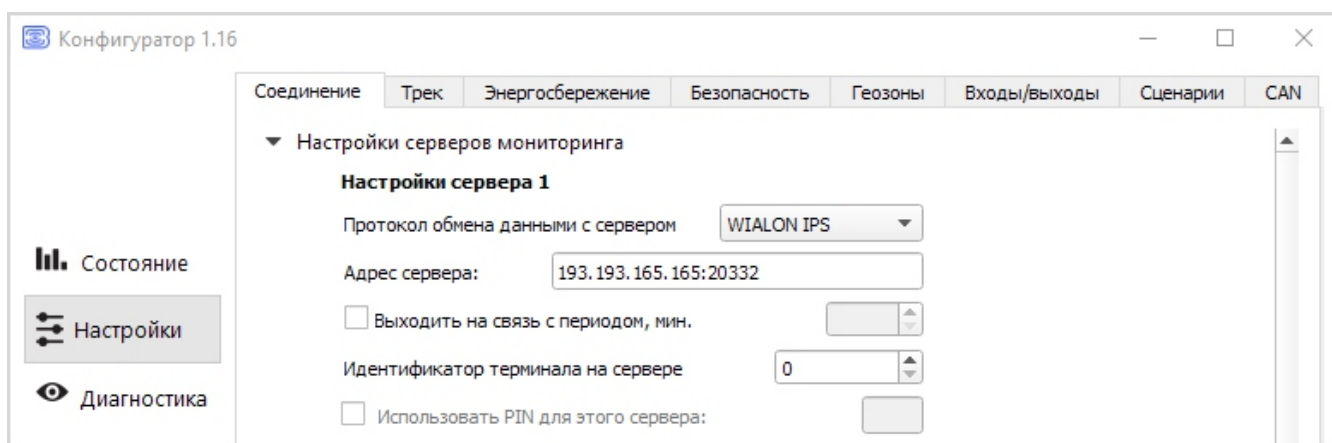 Конфигуратор 1.16
Соединение Трек Энергосбережение Безопасность Геозоны Входы/выходы Сценарии CAN
Настройки серверов мониторинга
Настройки сервера 1
Протокол обмена данными с сервером WIALON IPS
Адрес сервера: 193.193.165.165:20332
Выходить на связь с периодом, мин.
Идентификатор терминала на сервере 0
Использовать PIN для этого сервера:
Состояние
Настройки
Диагностика